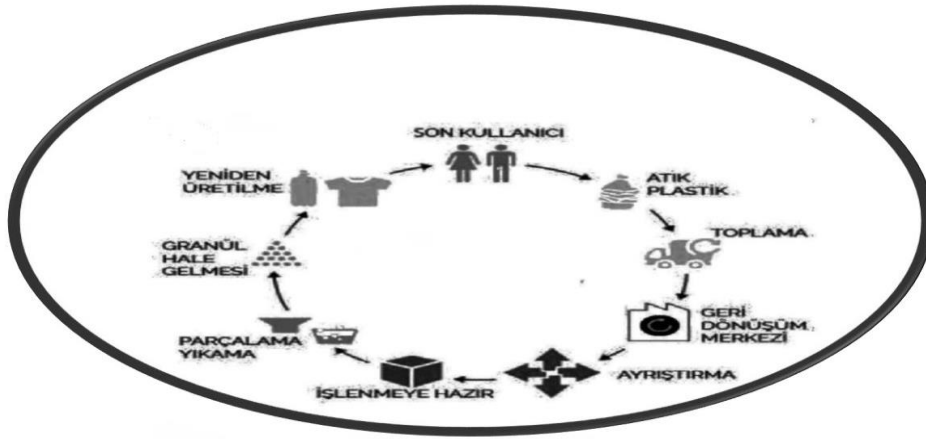 SON KULLANICI
ATIK
PLASTİK
TOPLAMA
GERİ
DÖNÜŞÜM
MERKEZİ
AYRIŞTIRMA
İŞLENMEYE HAZIR
PARÇALAMA
YIKAMA
GRANÜL
HALE
GELMESİ
YENİDEN
ÜRETİLME